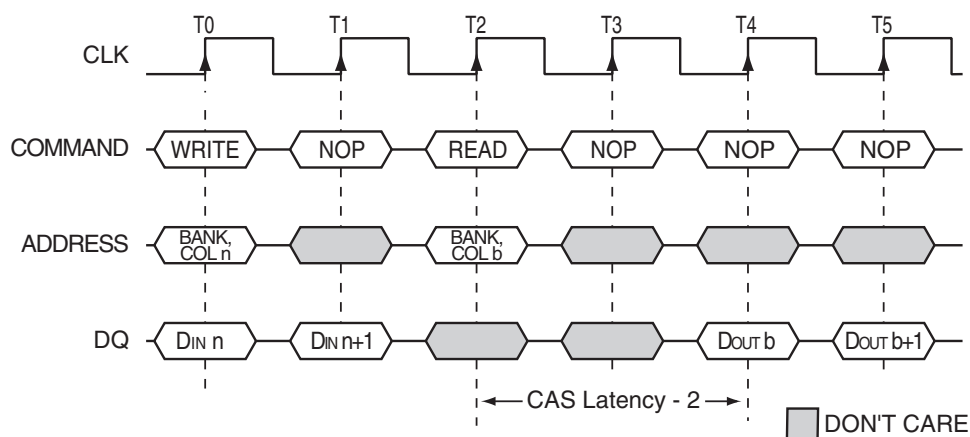 T0 T1 T2 T3 T4 T5
CLK
COMMAND WRITE NOP READ NOP NOP NOP
ADDRESS BANK, COL n BANK, COL b
DQ DIN n DIN n+1 DOUT b DOUT b+1
CAS Latency - 2
DON'T CARE